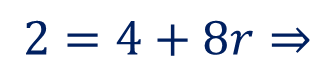 2 = 4 + 8r ⇒